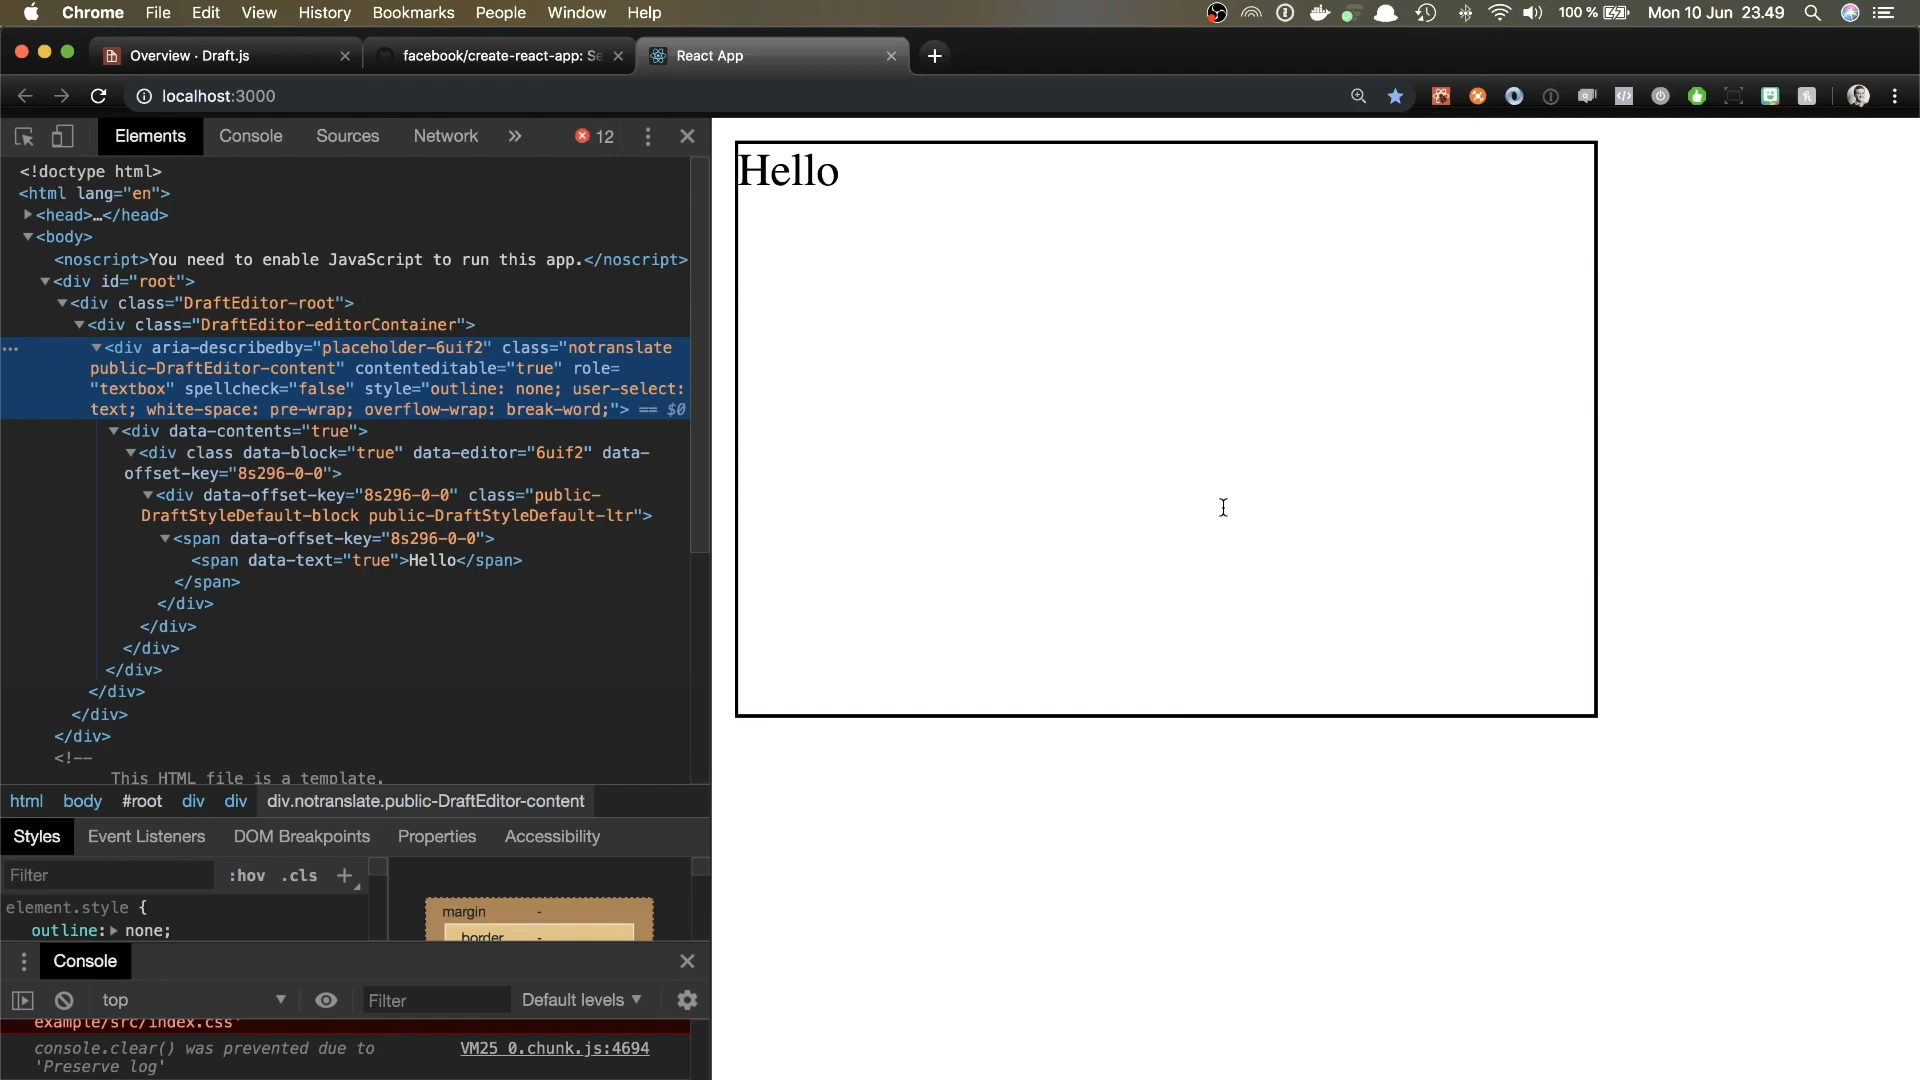 Chrome File Edit View History Bookmarks People Window Help 100 % Mon 10 Jun 23.49
Overview · Draft.js facebook/create-react-app: Se React App
localhost:3000
Elements Console Sources Network » 12
<!doctype html>
<html lang="en">
<head>…</head>
<body>
<noscript>You need to enable JavaScript to run this app.</noscript>
<div id="root">
<div class="DraftEditor-root">
<div class="DraftEditor-editorContainer">
<div aria-describedby="placeholder-6uif2" class="notranslate
public-DraftEditor-content" contenteditable="true" role=
"textbox" spellcheck="false" style="outline: none; user-select:
text; white-space: pre-wrap; overflow-wrap: break-word;"> == $0
<div data-contents="true">
<div class data-block="true" data-editor="6uif2" data-
offset-key="8s296-0-0">
<div data-offset-key="8s296-0-0" class="public-
DraftStyleDefault-block public-DraftStyleDefault-ltr">
<span data-offset-key="8s296-0-0">
<span data-text="true">Hello</span>
</span>
</div>
</div>
</div>
</div>
</div>
</div>
</div>
<!--
This HTML file is a template.
html body #root div div div.notranslate.public-DraftEditor-content
Styles Event Listeners DOM Breakpoints Properties Accessibility
Filter :hov .cls +
element.style {
outline: none;
margin -
border -
Console
top Filter Default levels
example/src/index.css'
console.clear() was prevented due to VM25 0.chunk.js:4694
'Preserve log'
Hello